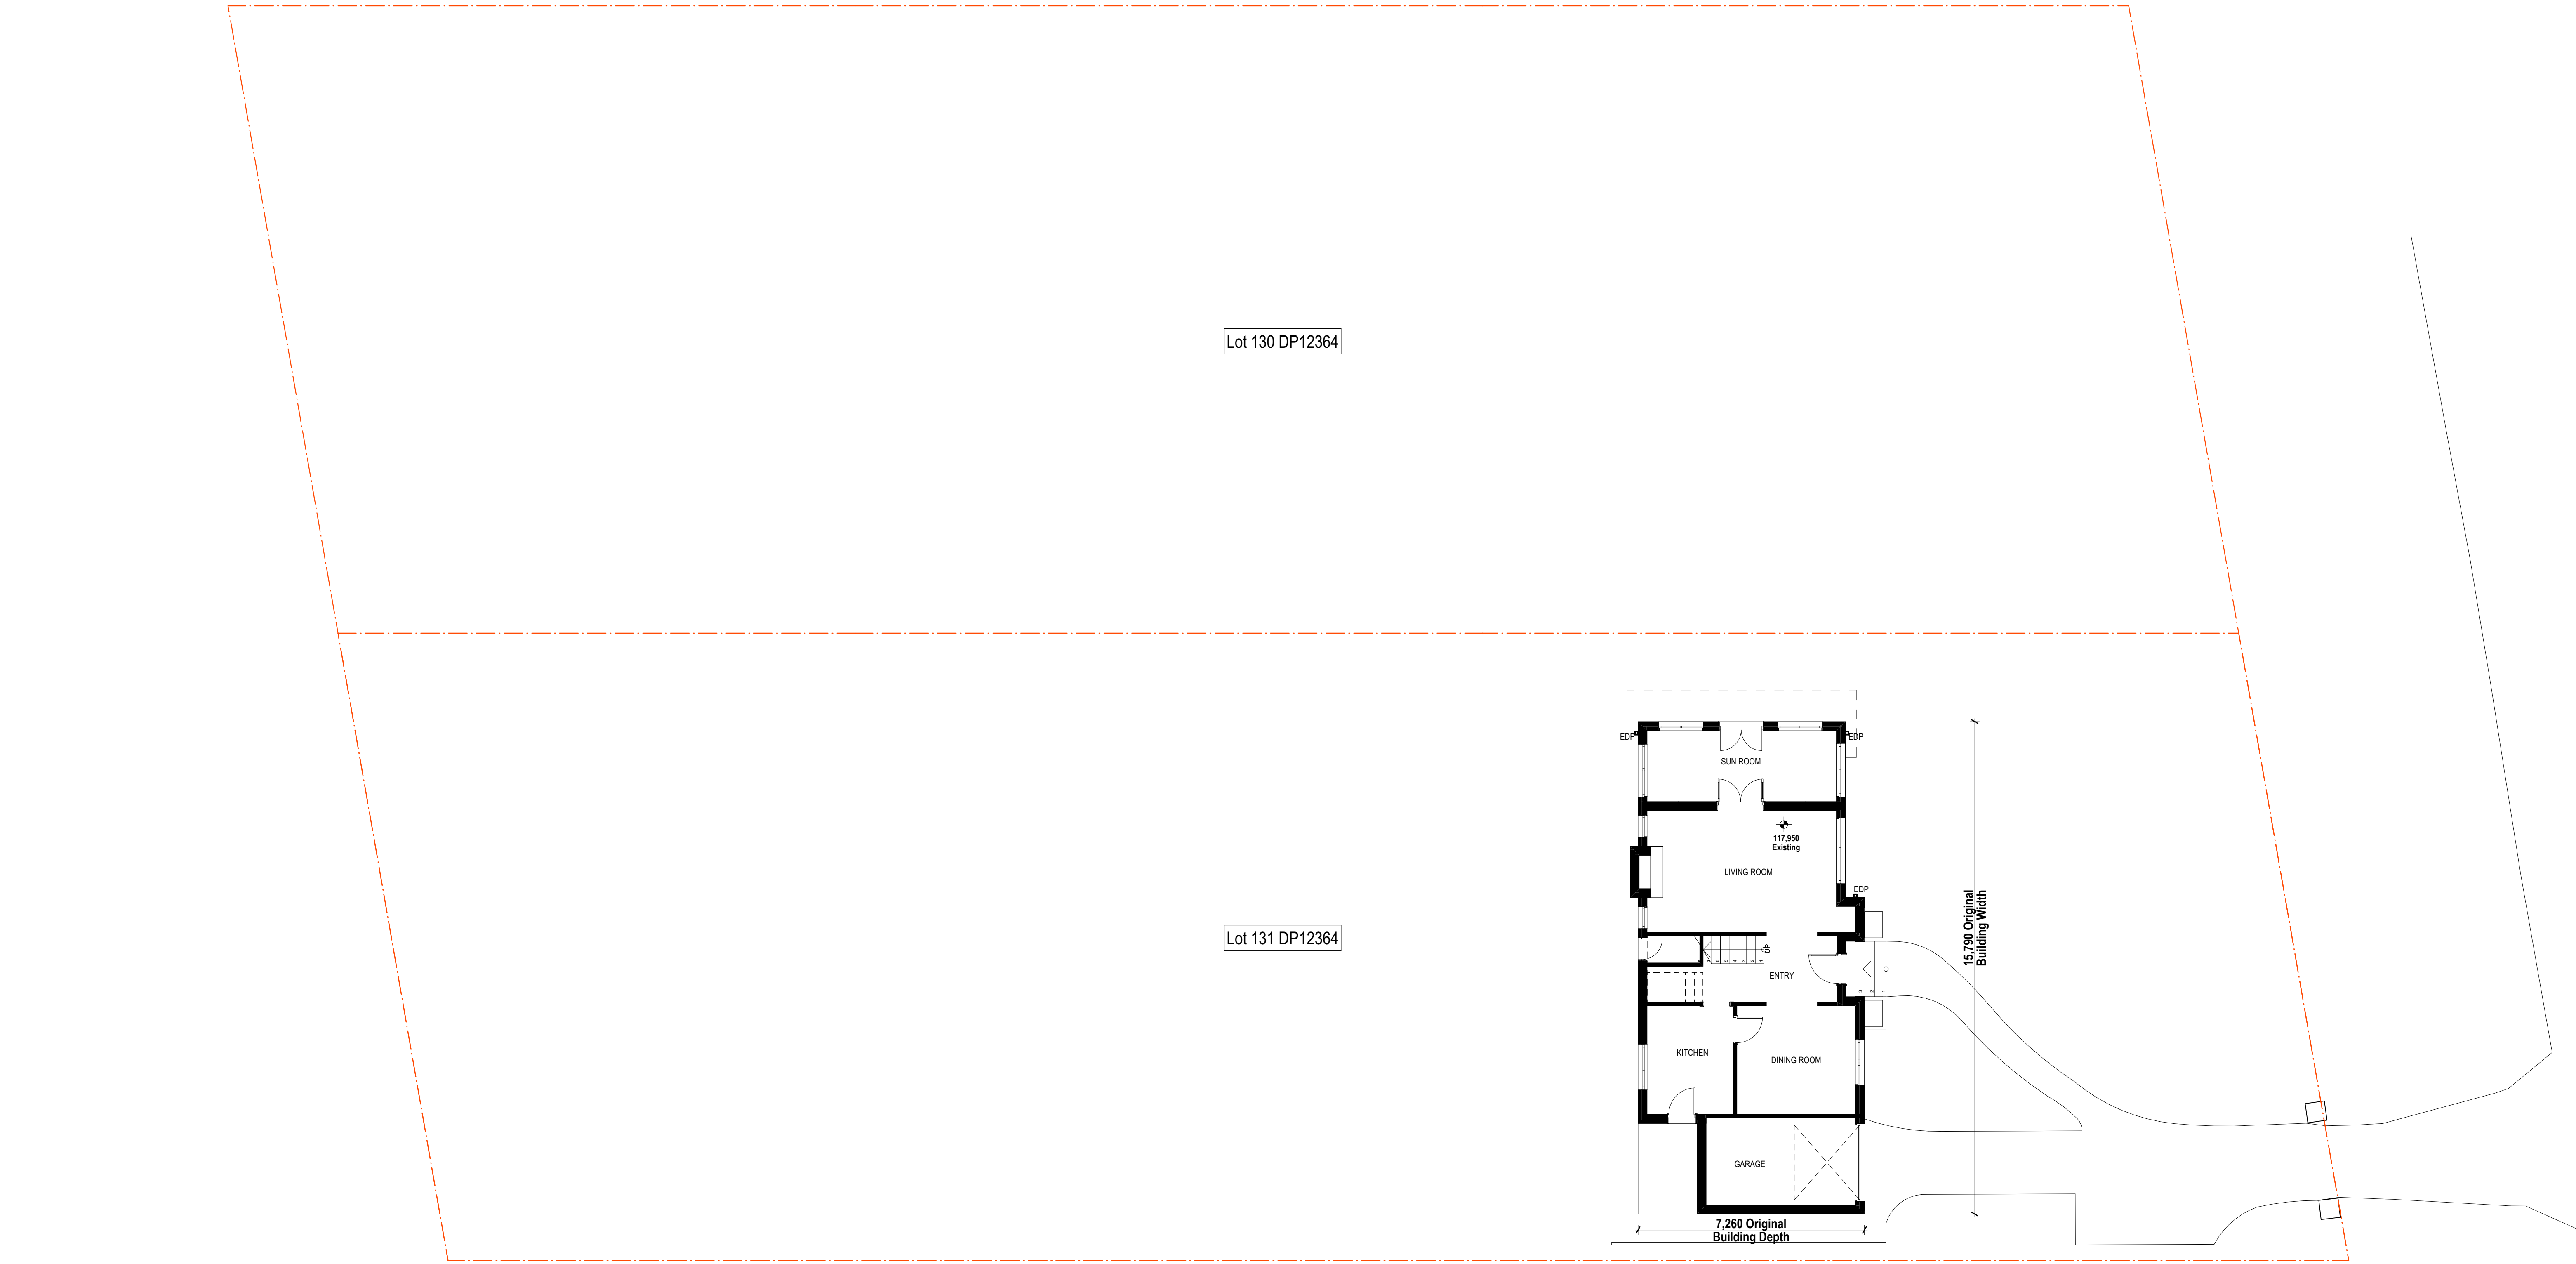 Lot 130 DP12364
EDP
EDP
SUN ROOM
117,950
Existing
LIVING ROOM
EDP
15,790 Original
Building Width
Lot 131 DP12364
UP
ENTRY
KITCHEN
DINING ROOM
GARAGE
7,260 Original
Building Depth